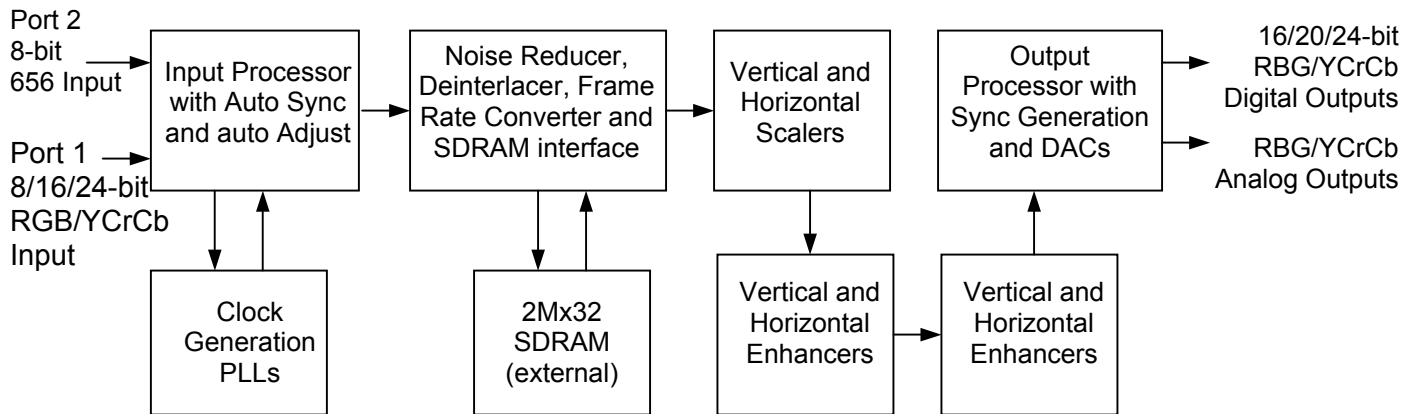 Port 2
8-bit
656 Input
Port 1
8/16/24-bit
RGB/YCrCb
Input
Input Processor
with Auto Sync
and auto Adjust
Clock
Generation
PLLs
Noise Reducer,
Deinterlacer, Frame
Rate Converter and
SDRAM interface
2Mx32
SDRAM
(external)
Vertical and
Horizontal
Scalers
Vertical and
Horizontal
Enhancers
Vertical and
Horizontal
Enhancers
Output
Processor with
Sync Generation
and DACs
16/20/24-bit
RBG/YCrCb
Digital Outputs
RBG/YCrCb
Analog Outputs